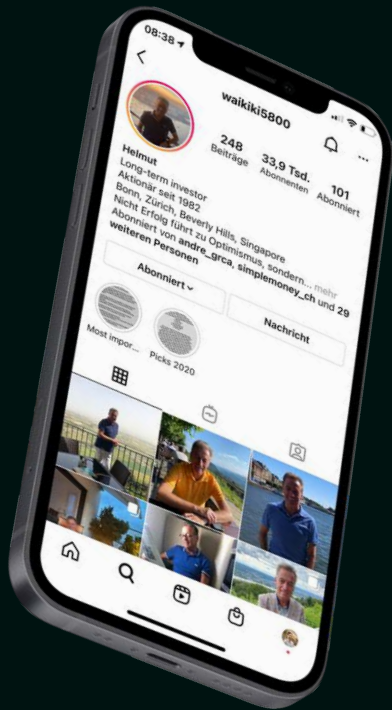 08:38
waikiki5800
248
Beiträge
33,9 Tsd.
Abonnenten
101
Abonniert
Helmut
Long-term investor
Aktionär seit 1982
Bonn, Zürich, Beverly Hills, Singapore
Nicht Erfolg führt zu Optimismus, sondern... mehr
Abonniert von andre_grca, simplemoney_ch und 29
weiteren Personen
Abonniert
Nachricht
Most impor...
Picks 2020